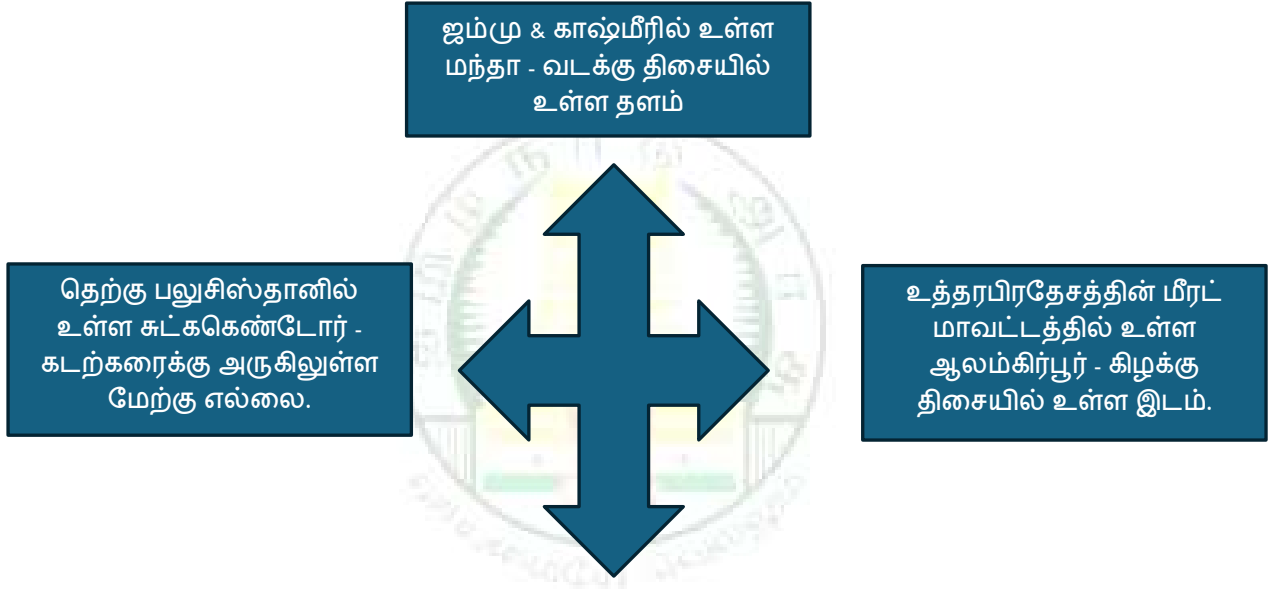 ஜம்மு & காஷ்மீரில் உள்ள
மந்தா - வடக்கு திசையில்
உள்ள தளம்
தெற்கு பலுசிஸ்தானில்
உள்ள சுட்ககெண்டோர் -
கடற்கரைக்கு அருகிலுள்ள
மேற்கு எல்லை.
உத்தரபிரதேசத்தின் மீரட்
மாவட்டத்தில் உள்ள
ஆலம்கிர்பூர் - கிழக்கு
திசையில் உள்ள இடம்.